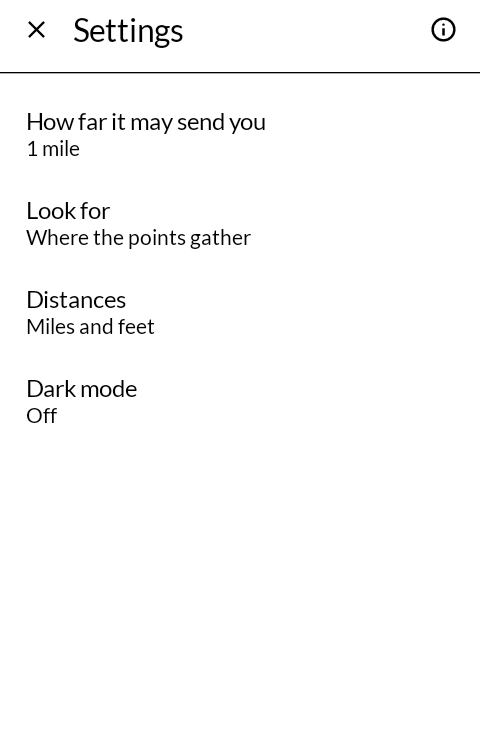 Settings
How far it may send you
1 mile
Look for
Where the points gather
Distances
Miles and feet
Dark mode
Off